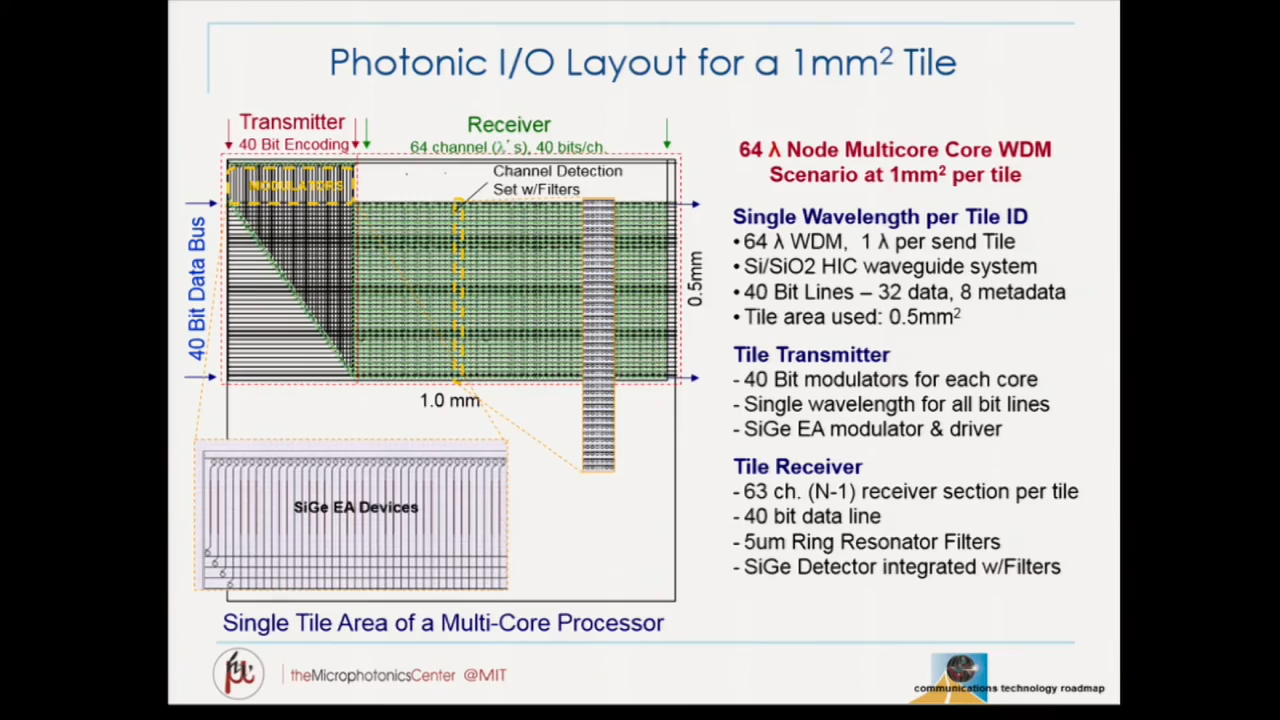 Photonic I/O Layout for a 1mm² Tile
Transmitter
40 Bit Encoding
Receiver
64 channel (λ's), 40 bits/ch.
Channel Detection
Set w/Filters
MODULATORS
40 Bit Data Bus
0.5mm
1.0 mm
SiGe EA Devices
Single Tile Area of a Multi-Core Processor
64 λ Node Multicore Core WDM
Scenario at 1mm² per tile
Single Wavelength per Tile ID
• 64 λ WDM, 1 λ per send Tile
• Si/SiO2 HIC waveguide system
• 40 Bit Lines – 32 data, 8 metadata
• Tile area used: 0.5mm²
Tile Transmitter
- 40 Bit modulators for each core
- Single wavelength for all bit lines
- SiGe EA modulator & driver
Tile Receiver
- 63 ch. (N-1) receiver section per tile
- 40 bit data line
- 5um Ring Resonator Filters
- SiGe Detector integrated w/Filters
μ
theMicrophotonicsCenter @MIT
communications technology roadmap